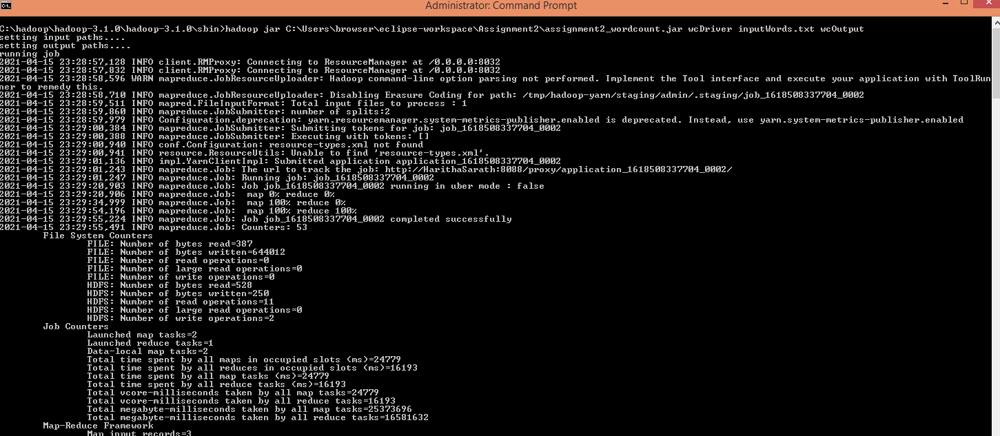 Administrator: Command Prompt
C:\hadoop\hadoop-3.1.0\hadoop-3.1.0\sbin>hadoop jar C:\Users\browser\eclipse-workspace\Assignment2\assignment2_wordcount.jar wcDriver inputWords.txt wcOutput
setting input paths....
setting output paths....
running job
2021-04-15 23:28:57,128 INFO client.RMProxy: Connecting to ResourceManager at /0.0.0.0:8032
2021-04-15 23:28:57,832 INFO client.RMProxy: Connecting to ResourceManager at /0.0.0.0:8032
2021-04-15 23:28:58,596 WARN mapreduce.JobResourceUploader: Hadoop command-line option parsing not performed. Implement the Tool interface and execute your application with ToolRun
ner to remedy this.
2021-04-15 23:28:58,710 INFO mapreduce.JobResourceUploader: Disabling Erasure Coding for path: /tmp/hadoop-yarn/staging/admin/.staging/job_1618508337704_0002
2021-04-15 23:28:59,511 INFO mapred.FileInputFormat: Total input files to process : 1
2021-04-15 23:28:59,860 INFO mapreduce.JobSubmitter: number of splits:2
2021-04-15 23:28:59,979 INFO Configuration.deprecation: yarn.resourcemanager.system-metrics-publisher.enabled is deprecated. Instead, use yarn.system-metrics-publisher.enabled
2021-04-15 23:29:00,384 INFO mapreduce.JobSubmitter: Submitting tokens for job: job_1618508337704_0002
2021-04-15 23:29:00,388 INFO mapreduce.JobSubmitter: Executing with tokens: []
2021-04-15 23:29:00,940 INFO conf.Configuration: resource-types.xml not found
2021-04-15 23:29:00,941 INFO resource.ResourceUtils: Unable to find 'resource-types.xml'.
2021-04-15 23:29:01,136 INFO impl.YarnClientImpl: Submitted application application_1618508337704_0002
2021-04-15 23:29:01,243 INFO mapreduce.Job: The url to track the job: http://HarithaSarath:8088/proxy/application_1618508337704_0002/
2021-04-15 23:29:01,247 INFO mapreduce.Job: Running job: job_1618508337704_0002
2021-04-15 23:29:20,903 INFO mapreduce.Job: Job job_1618508337704_0002 running in uber mode : false
2021-04-15 23:29:20,906 INFO mapreduce.Job:  map 0% reduce 0%
2021-04-15 23:29:34,999 INFO mapreduce.Job:  map 100% reduce 0%
2021-04-15 23:29:54,196 INFO mapreduce.Job:  map 100% reduce 100%
2021-04-15 23:29:55,224 INFO mapreduce.Job: Job job_1618508337704_0002 completed successfully
2021-04-15 23:29:55,491 INFO mapreduce.Job: Counters: 53
File System Counters
FILE: Number of bytes read=387
FILE: Number of bytes written=644012
FILE: Number of read operations=0
FILE: Number of large read operations=0
FILE: Number of write operations=0
HDFS: Number of bytes read=528
HDFS: Number of bytes written=250
HDFS: Number of read operations=11
HDFS: Number of large read operations=0
HDFS: Number of write operations=2
Job Counters
Launched map tasks=2
Launched reduce tasks=1
Data-local map tasks=2
Total time spent by all maps in occupied slots (ms)=24779
Total time spent by all reduces in occupied slots (ms)=16193
Total time spent by all map tasks (ms)=24779
Total time spent by all reduce tasks (ms)=16193
Total vcore-milliseconds taken by all map tasks=24779
Total vcore-milliseconds taken by all reduce tasks=16193
Total megabyte-milliseconds taken by all map tasks=25373696
Total megabyte-milliseconds taken by all reduce tasks=16581632
Map-Reduce Framework
Map input records=3